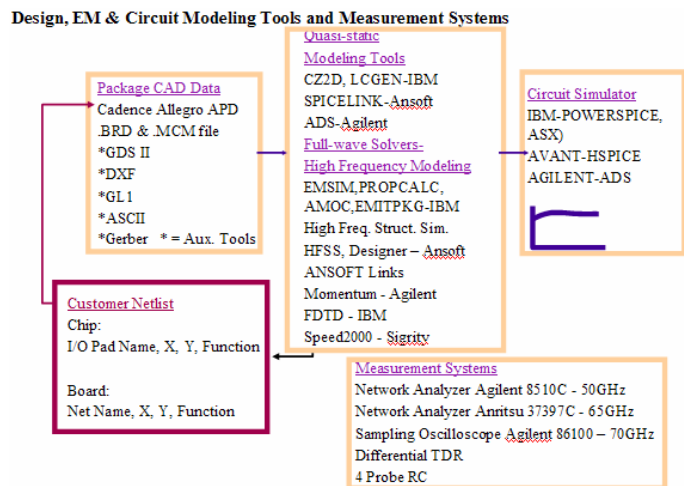 Design, EM & Circuit Modeling Tools and Measurement Systems
Package CAD Data
Cadence Allegro APD
.BRD & .MCM file
*GDS II
*DXF
*GL1
*ASCII
*Gerber * = Aux. Tools
Quasi-static
Modeling Tools
CZ2D, LCGEN-IBM
SPICELINK-Ansoft
ADS-Agilent
Full-wave Solvers-
High Frequency Modeling
EMSIM,PROPCALC,
AMOC,EMITPKG-IBM
High Freq. Struct. Sim.
HFSS, Designer – Ansoft
ANSOFT Links
Momentum - Agilent
FDTD - IBM
Speed2000 - Sigrity
Circuit Simulator
IBM-POWERSPICE,
ASX)
AVANT-HSPICE
AGILENT-ADS
Customer Netlist
Chip:
I/O Pad Name, X, Y, Function
Board:
Net Name, X, Y, Function
Measurement Systems
Network Analyzer Agilent 8510C - 50GHz
Network Analyzer Anritsu 37397C - 65GHz
Sampling Oscilloscope Agilent 86100 – 70GHz
Differential TDR
4 Probe RC